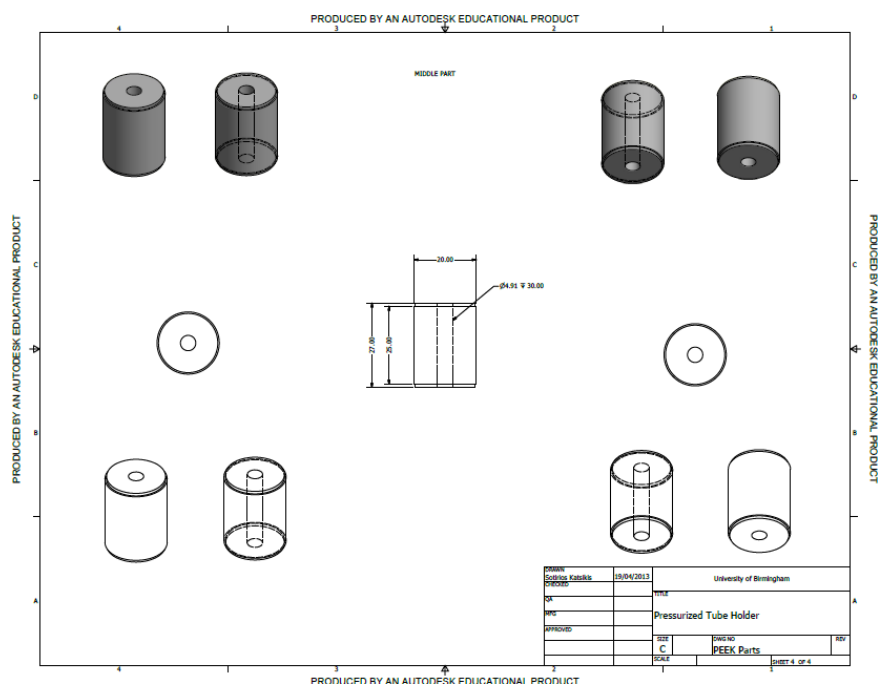 PRODUCED BY AN AUTODESK EDUCATIONAL PRODUCT
4 3 2 1
MIDDLE PART
D D
PRODUCED BY AN AUTODESK EDUCATIONAL PRODUCT
PRODUCED BY AN AUTODESK EDUCATIONAL PRODUCT
C C
20.00
Ø4.91 ↧ 30.00
27.00
25.00
B B
A A
DRAWN
Sotirios Katsikis 19/04/2013
CHECKED
QA
MFG
APPROVED
University of Birmingham
TITLE
Pressurized Tube Holder
SIZE
C
DWG NO
PEEK Parts
REV
SCALE
SHEET 4 OF 4
4 3 2 1
PRODUCED BY AN AUTODESK EDUCATIONAL PRODUCT